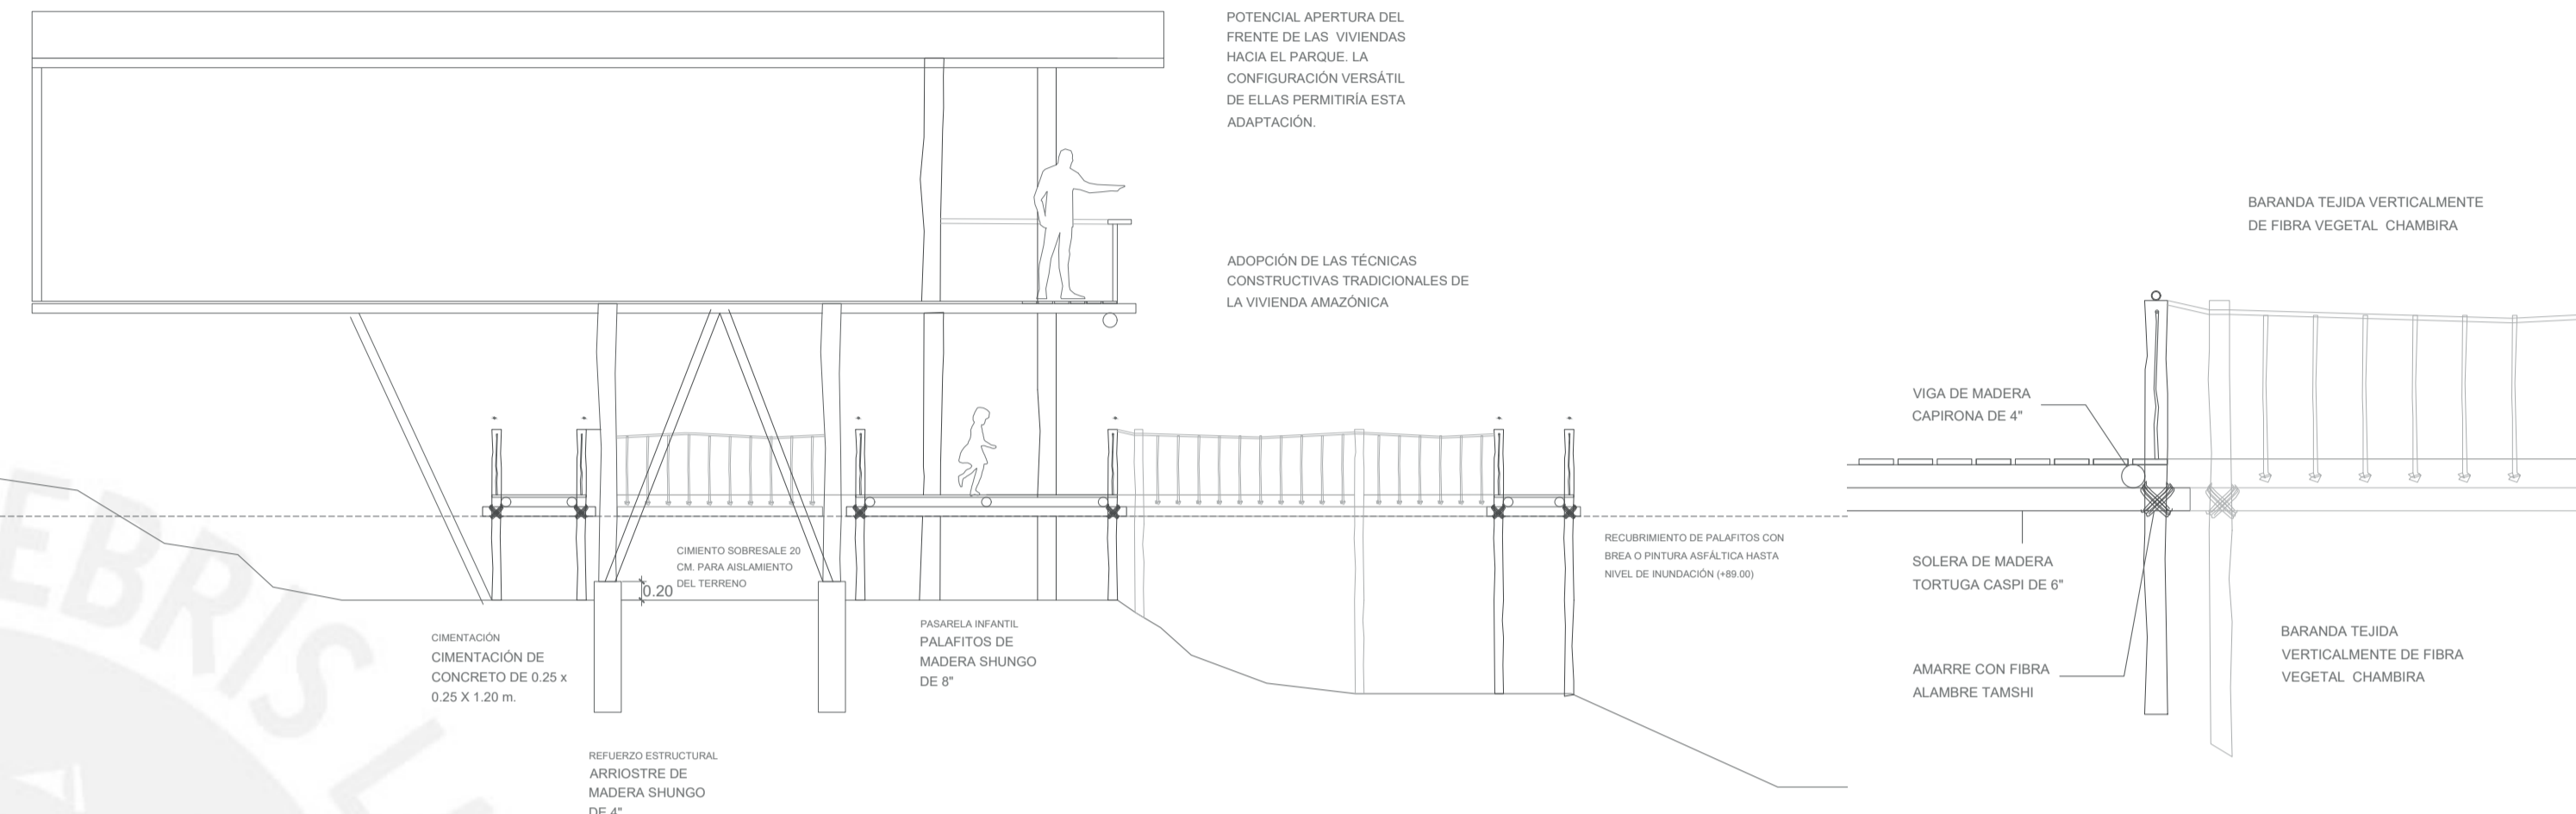 POTENCIAL APERTURA DEL
FRENTE DE LAS VIVIENDAS
HACIA EL PARQUE. LA
CONFIGURACIÓN VERSÁTIL
DE ELLAS PERMITIRÍA ESTA
ADAPTACIÓN.
ADOPCIÓN DE LAS TÉCNICAS
CONSTRUCTIVAS TRADICIONALES DE
LA VIVIENDA AMAZÓNICA
BARANDA TEJIDA VERTICALMENTE
DE FIBRA VEGETAL CHAMBIRA
VIGA DE MADERA
CAPIRONA DE 4"
SOLERA DE MADERA
TORTUGA CASPI DE 6"
AMARRE CON FIBRA
ALAMBRE TAMSHI
BARANDA TEJIDA
VERTICALMENTE DE FIBRA
VEGETAL CHAMBIRA
RECUBRIMIENTO DE PALAFITOS CON
BREA O PINTURA ASFÁLTICA HASTA
NIVEL DE INUNDACIÓN (+89.00)
CIMIENTO SOBRESALE 20
CM. PARA AISLAMIENTO
DEL TERRENO
0.20
CIMENTACIÓN
CIMENTACIÓN DE
CONCRETO DE 0.25 x
0.25 X 1.20 m.
PASARELA INFANTIL
PALAFITOS DE
MADERA SHUNGO
DE 8"
REFUERZO ESTRUCTURAL
ARRIOSTRE DE
MADERA SHUNGO
DE 4"
EBRIS